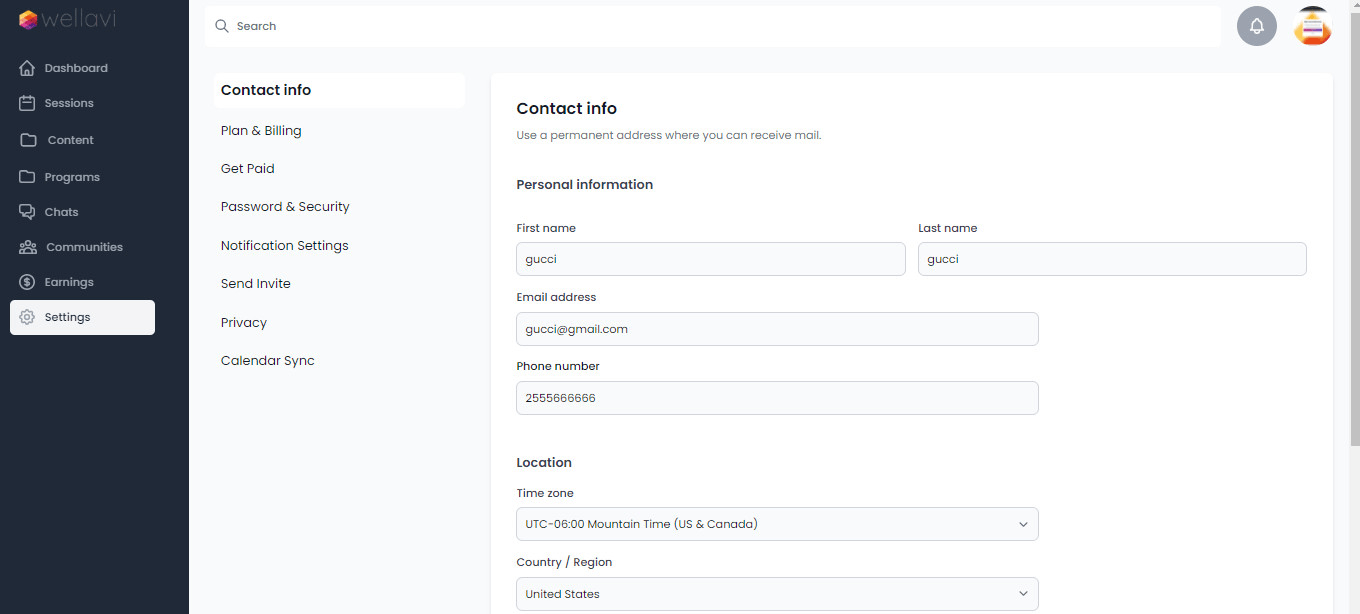 wellavi
Search
Dashboard
Sessions
Content
Programs
Chats
Communities
Earnings
Settings
Contact info
Plan & Billing
Get Paid
Password & Security
Notification Settings
Send Invite
Privacy
Calendar Sync
Contact info
Use a permanent address where you can receive mail.
Personal information
First name
Last name
gucci
gucci
Email address
gucci@gmail.com
Phone number
2555666666
Location
Time zone
UTC-06:00 Mountain Time (US & Canada)
Country / Region
United States